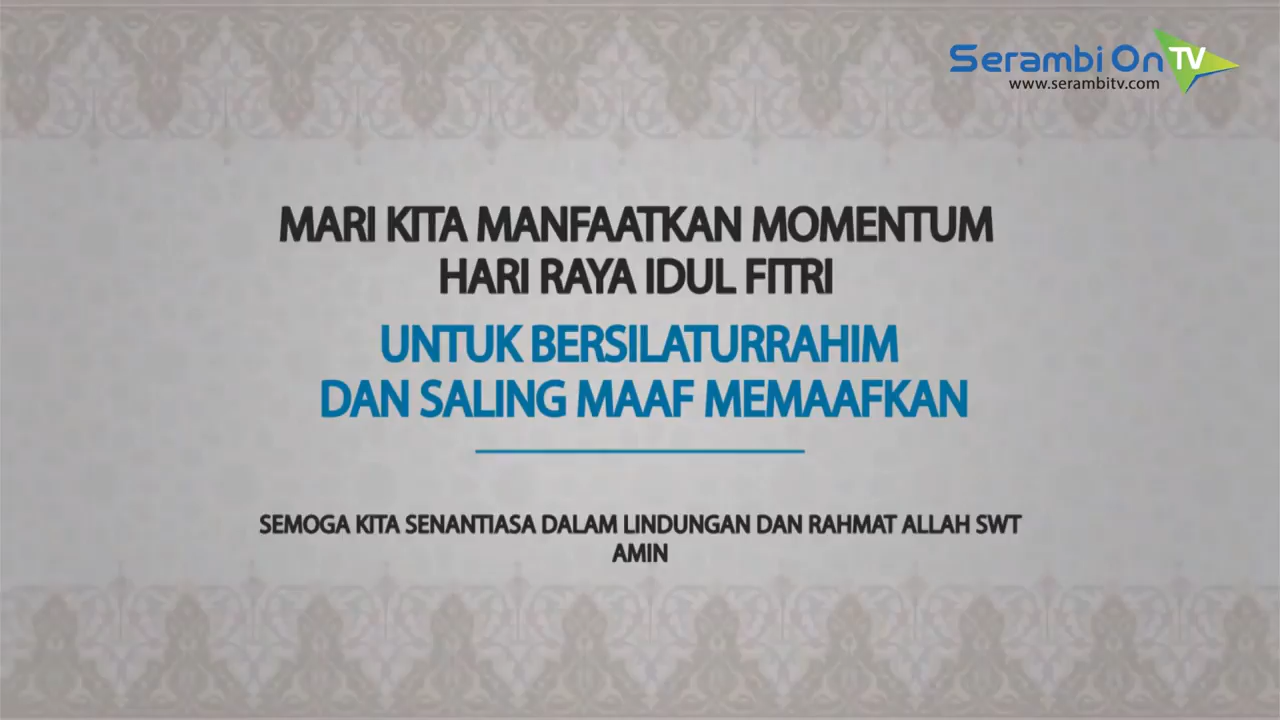 Serambi On TV
www.serambitv.com
MARI KITA MANFAATKAN MOMENTUM
HARI RAYA IDUL FITRI
UNTUK BERSILATURRAHIM
DAN SALING MAAF MEMAAFKAN
SEMOGA KITA SENANTIASA DALAM LINDUNGAN DAN RAHMAT ALLAH SWT
AMIN